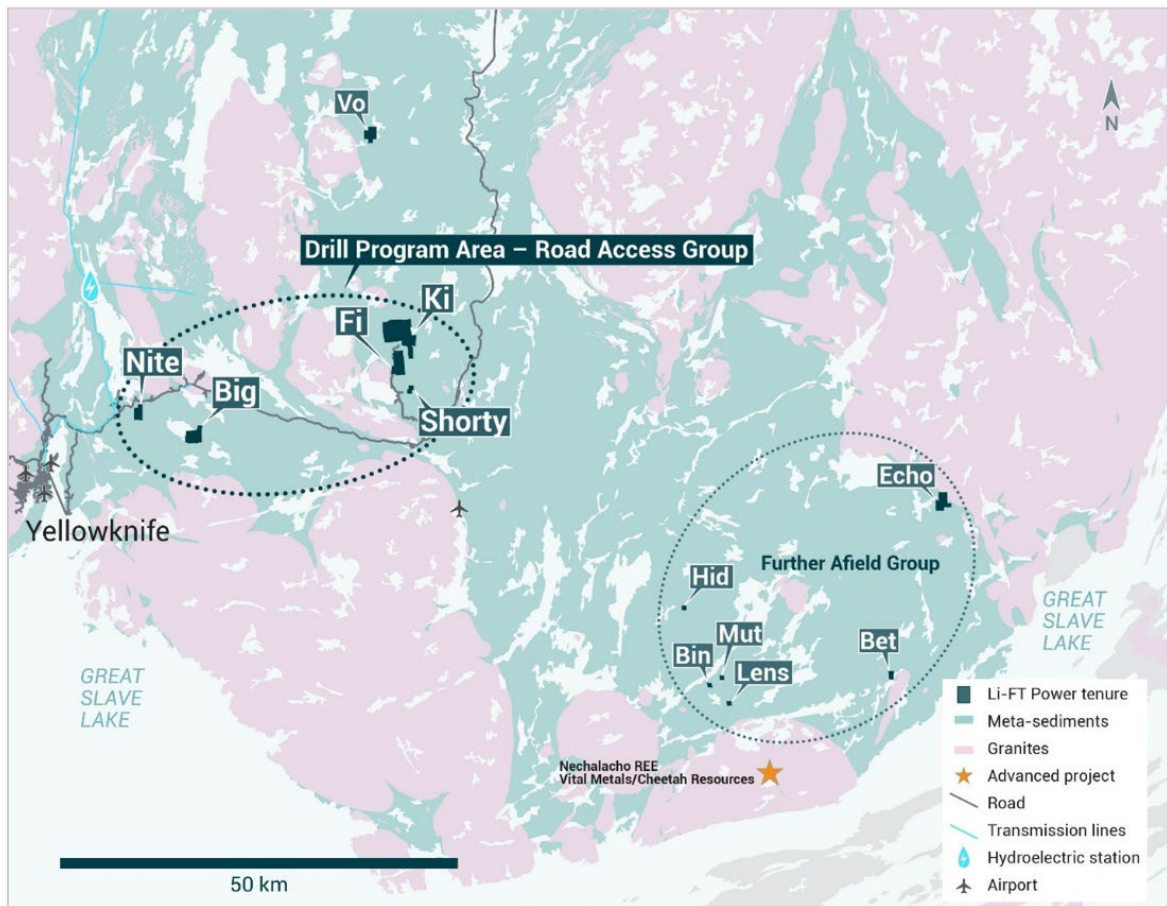 Vo
N
Drill Program Area – Road Access Group
Ki
Fi
Nite
Big
Shorty
Yellowknife
Echo
Further Afield Group
Hid
Mut
Bin
Lens
Bet
GREAT
SLAVE
LAKE
GREAT
SLAVE
LAKE
Nechalacho REE
Vital Metals/Cheetah Resources
50 km
Li-FT Power tenure
Meta-sediments
Granites
Advanced project
Road
Transmission lines
Hydroelectric station
Airport